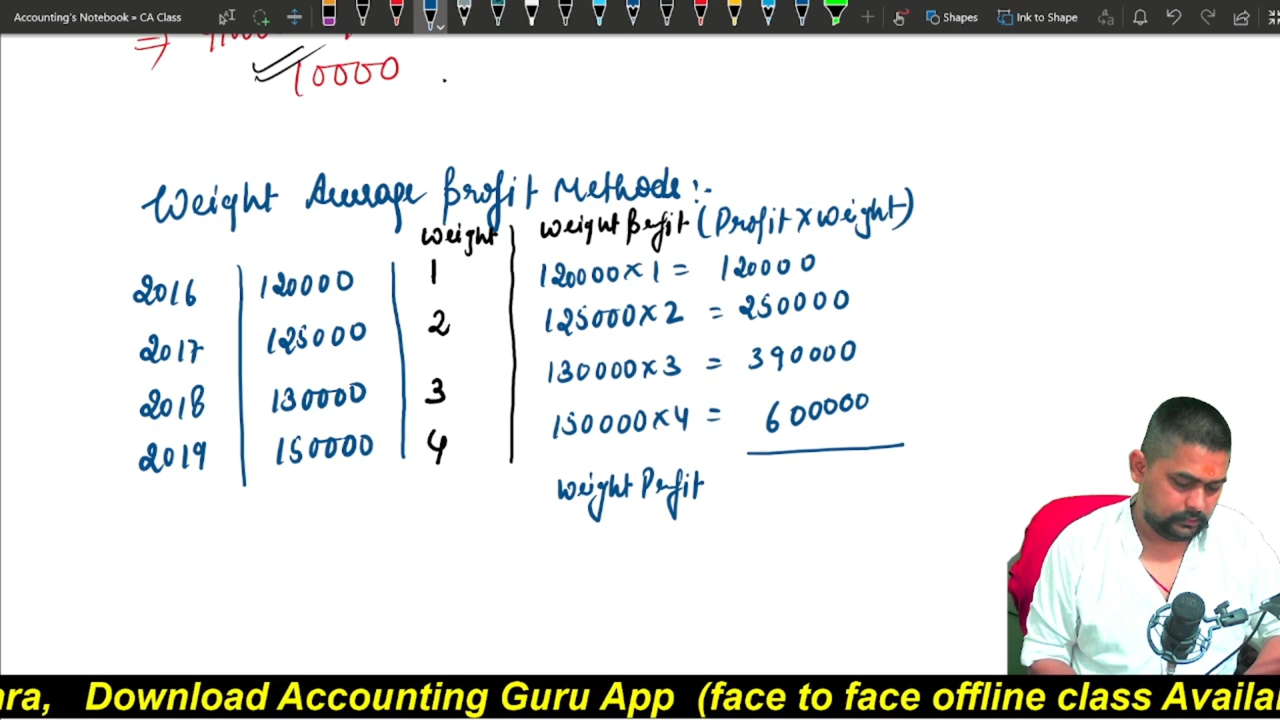 Accounting's Notebook » CA Class
Shapes
Ink to Shape
10000
Weight Average Profit Methode:-
Weight
Weight Profit (Profit x weight)
2016 120000 1 120000 x 1 = 120000
2017 125000 2 125000 x 2 = 250000
2018 130000 3 130000 x 3 = 390000
2019 150000 4 150000 x 4 = 600000
Weight Profit
ra, Download Accounting Guru App (face to face offline class Availa